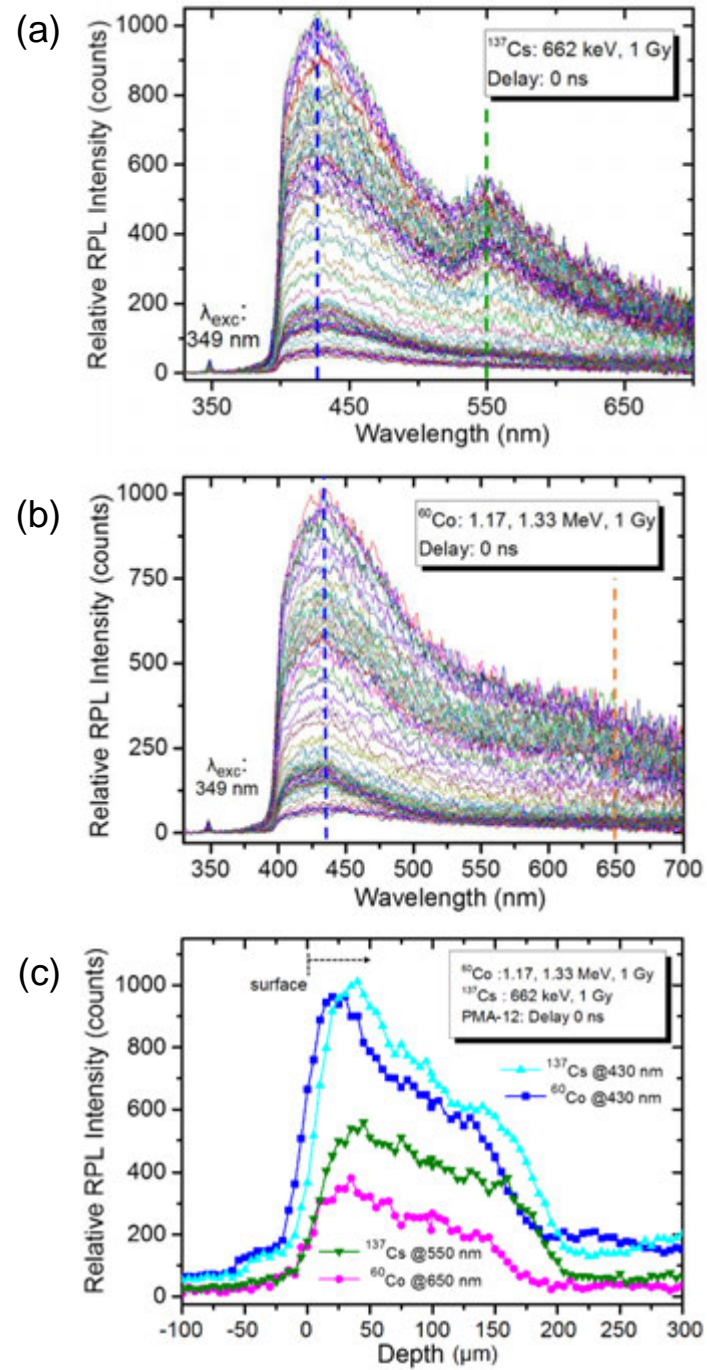 (a)
¹³⁷Cs: 662 keV, 1 Gy
Delay: 0 ns
1000
800
600
400
200
0
λexc:
349 nm
350
450
550
650
Relative RPL Intensity (counts)
Wavelength (nm)
(b)
⁶⁰Co: 1.17, 1.33 MeV, 1 Gy
Delay: 0 ns
1000
750
500
250
0
λexc:
349 nm
350
400
450
500
550
600
650
700
Relative RPL Intensity (counts)
Wavelength (nm)
(c)
surface
⁶⁰Co :1.17, 1.33 MeV, 1 Gy
¹³⁷Cs : 662 keV, 1 Gy
PMA-12: Delay 0 ns
¹³⁷Cs @430 nm
⁶⁰Co @430 nm
¹³⁷Cs @550 nm
⁶⁰Co @650 nm
1000
800
600
400
200
0
-100
-50
0
50
100
150
200
250
300
Relative RPL Intensity (counts)
Depth (µm)